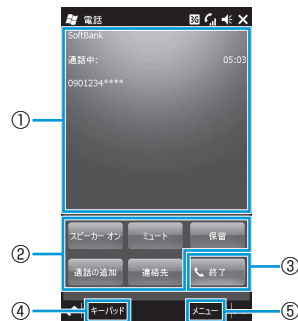 電話 3G
SoftBank
通話中: 05:03
0901234****
①
スピーカー オン ミュート 保留
②
通話の追加 連絡先 終了
③
④ キーパッド メニュー ⑤